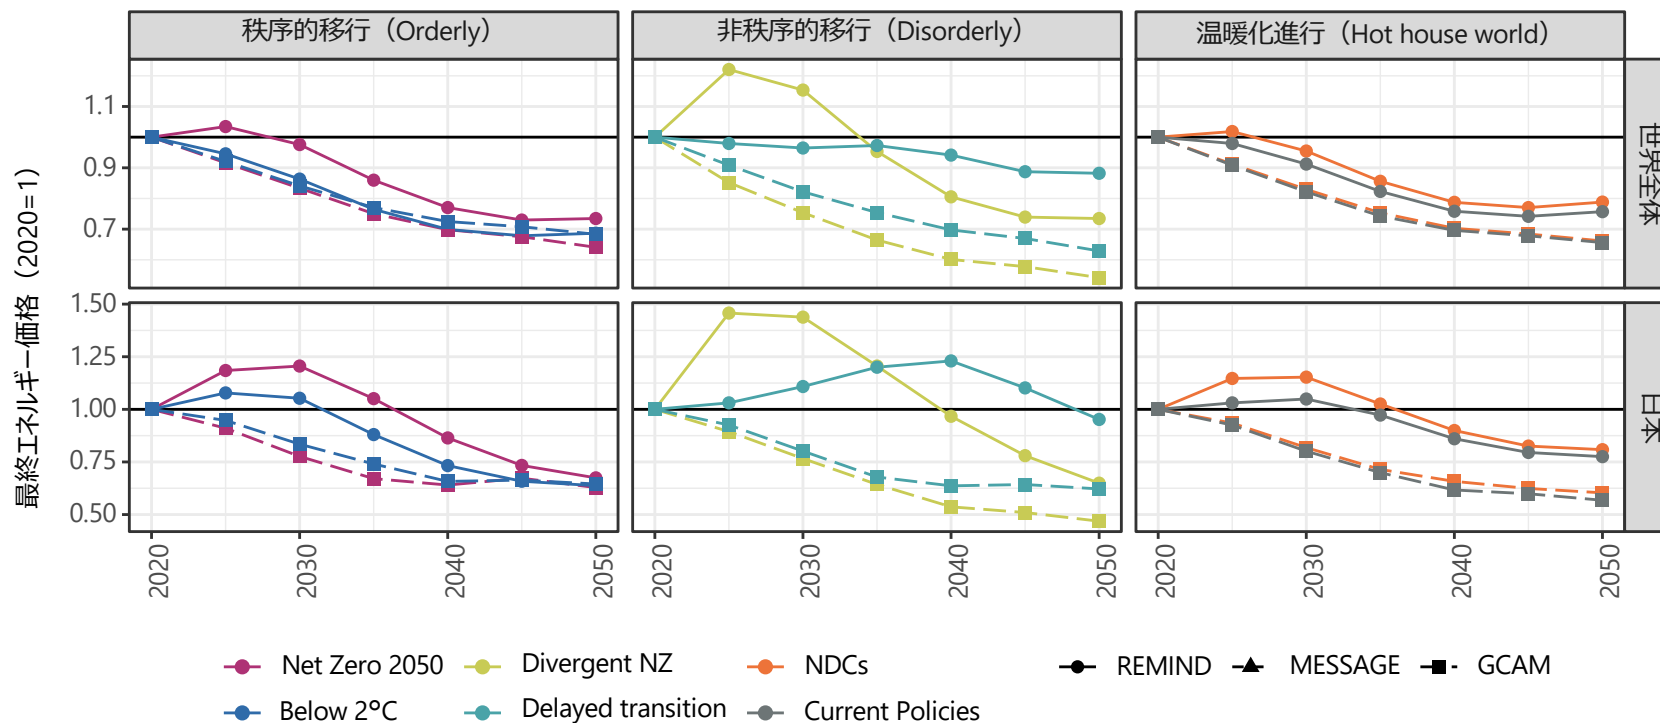 秩序的移行（Orderly）
非秩序的移行（Disorderly）
温暖化進行（Hot house world）
最終エネルギー価格（2020=1）
1.1
0.9
0.7
世界全体
1.50
1.25
1.00
0.75
0.50
日本
2020 2030 2040 2050
2020 2030 2040 2050
2020 2030 2040 2050
Net Zero 2050 Divergent NZ NDCs REMIND MESSAGE GCAM
Below 2°C Delayed transition Current Policies